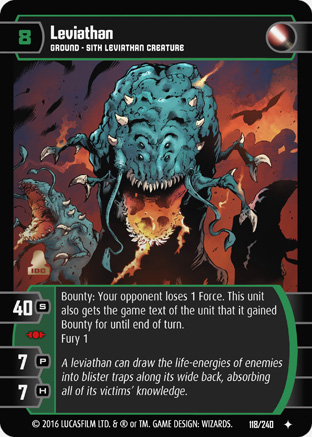 8
Leviathan
GROUND - SITH LEVIATHAN CREATURE
IDC
40 S
Bounty: Your opponent loses 1 Force. This unit
also gets the game text of the unit that it gained
Bounty for until end of turn.
Fury 1
7 P
7 H
A leviathan can draw the life-energies of enemies
into blister traps along its wide back, absorbing
all of its victims' knowledge.
© 2016 LUCASFILM LTD. & ® or TM. GAME DESIGN: WIZARDS.
118/240